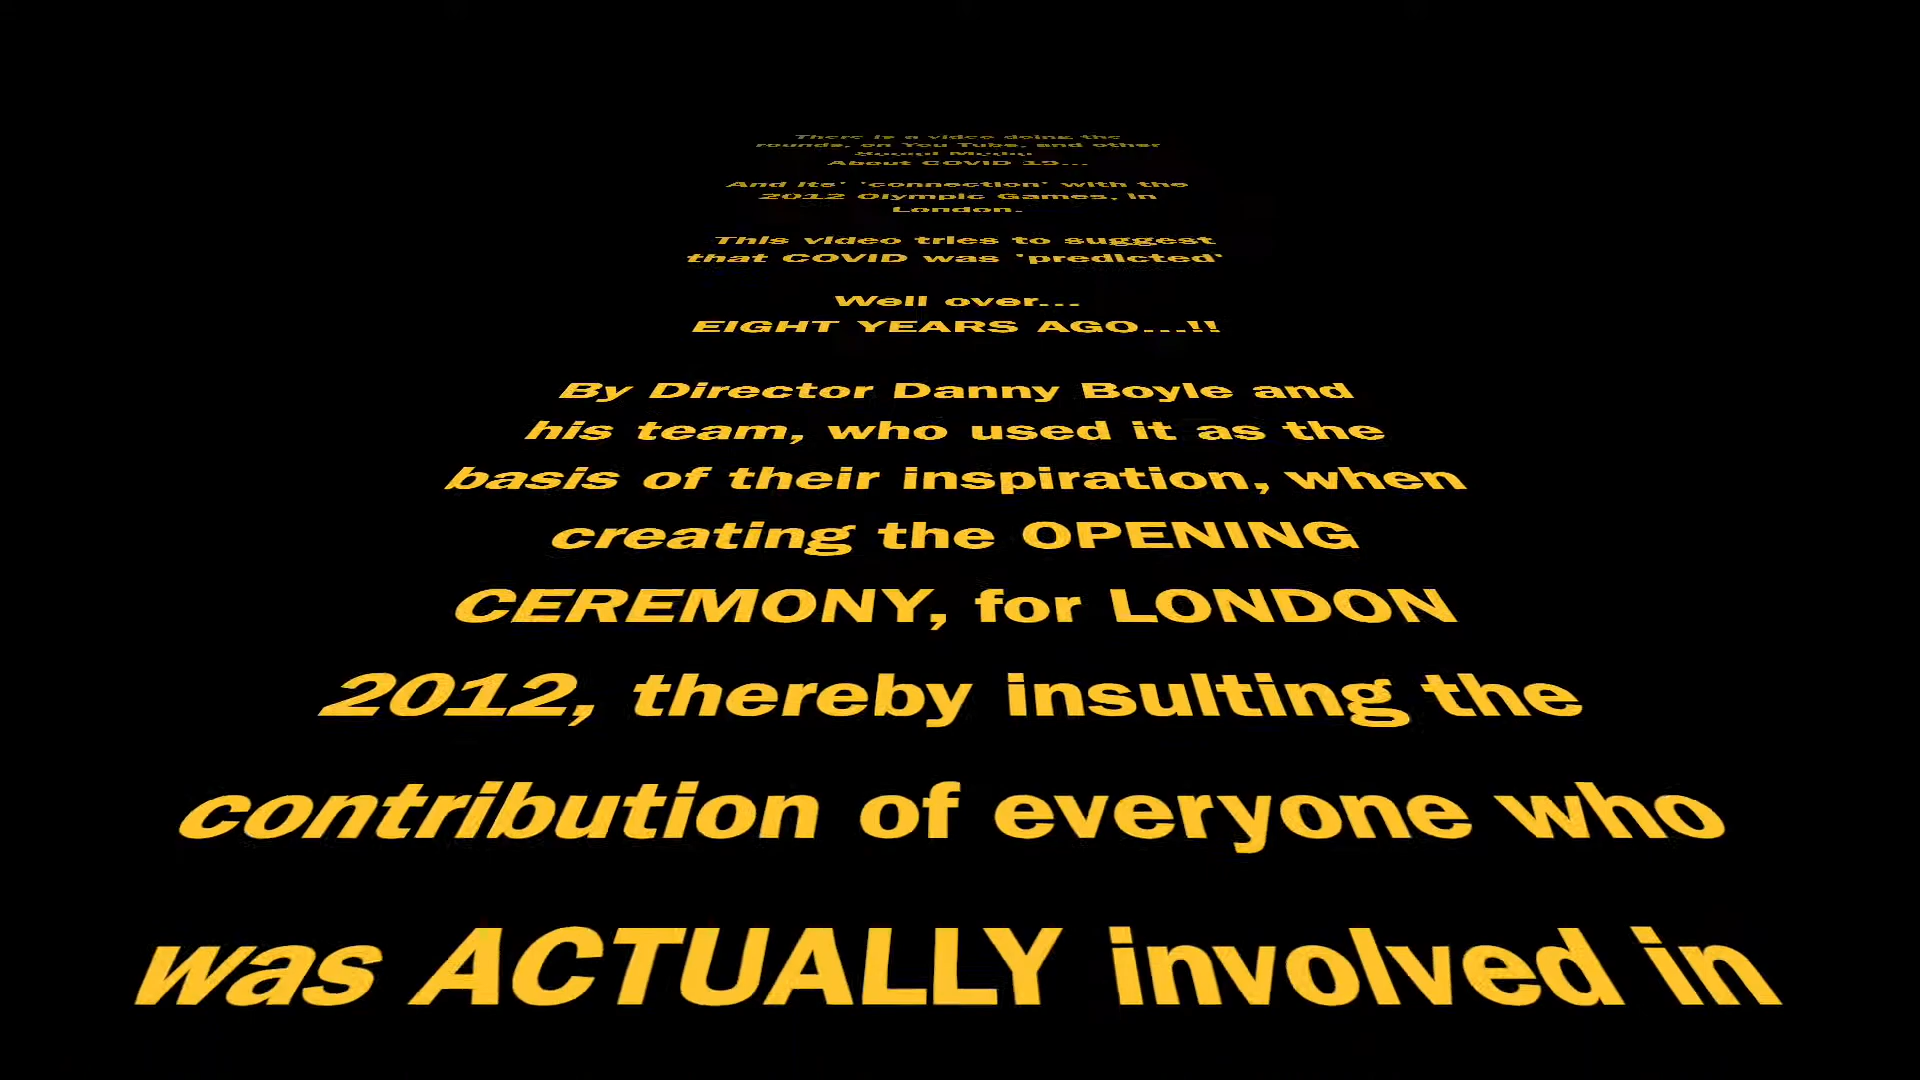 There is a video doing the
rounds, on You Tube, and other
Social Media
About COVID 19...
And its' 'connection' with the
2012 Olympic Games, in
London.
This video tries to suggest
that COVID was 'predicted'
Well over...
EIGHT YEARS AGO...!!
By Director Danny Boyle and
his team, who used it as the
basis of their inspiration, when
creating the OPENING
CEREMONY, for LONDON
2012, thereby insulting the
contribution of everyone who
was ACTUALLY involved in